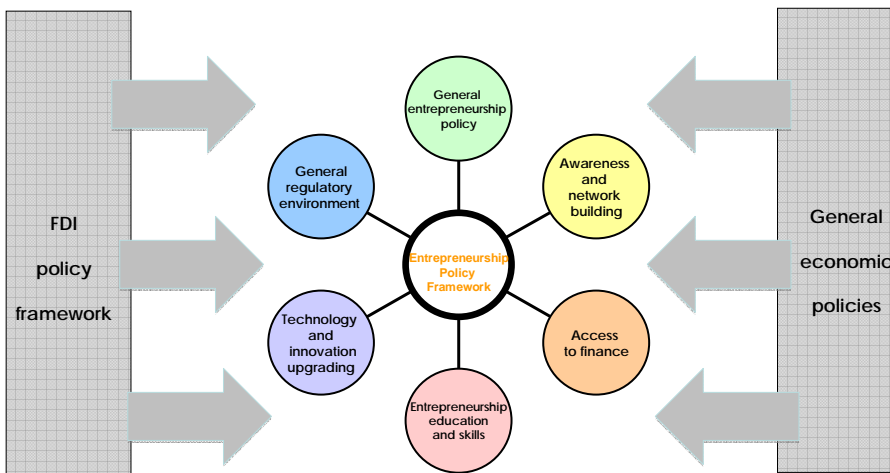 General
entrepreneurship
policy
General
regulatory
environment
Awareness
and
network
building
FDI
policy
framework
Entrepreneurship
Policy
Framework
General
economic
policies
Technology
and
innovation
upgrading
Access
to finance
Entrepreneurship
education
and skills